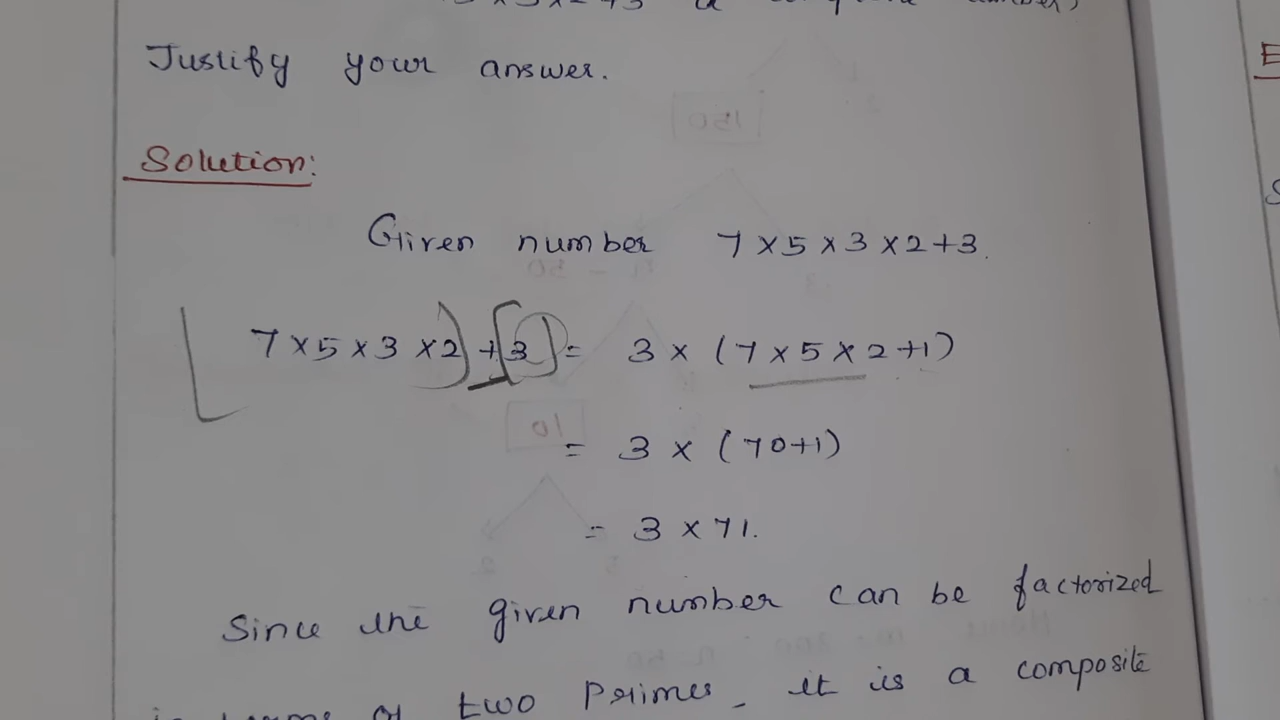 Justify your answer.
Solution:
Given number 7 × 5 × 3 × 2 + 3.
7 × 5 × 3 × 2) + [3] = 3 × (7 × 5 × 2 + 1)
= 3 × (70 + 1)
= 3 × 71.
Since the given number can be factorized
two Primes, it is a composite